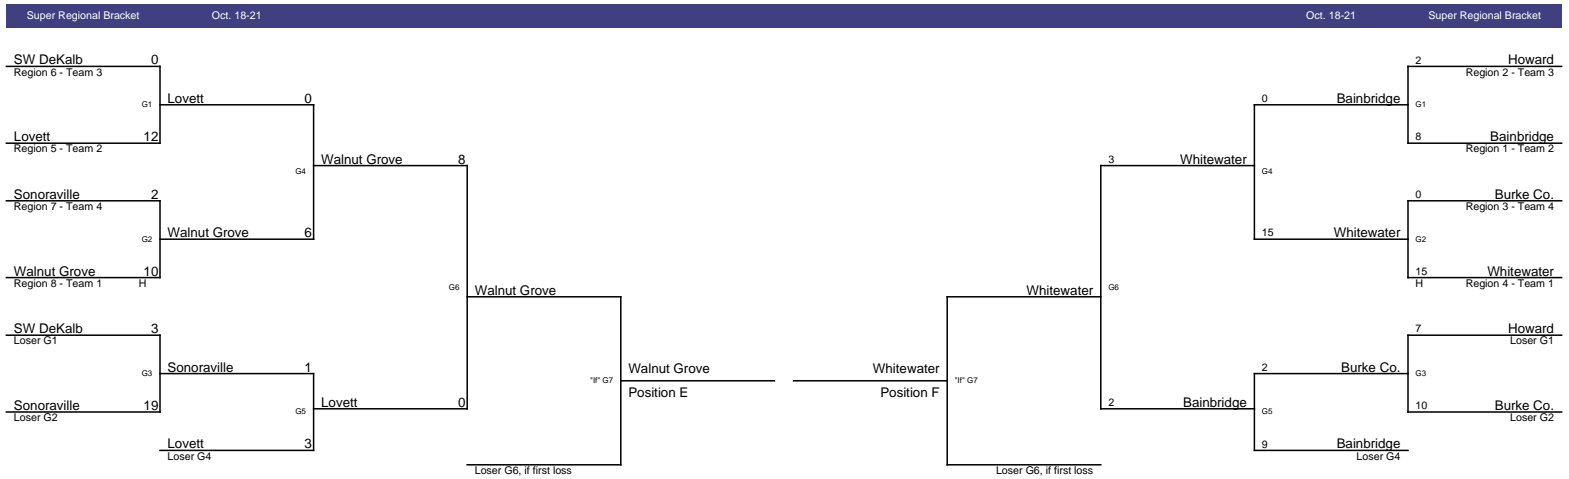 Super Regional Bracket Oct. 18-21 Oct. 18-21 Super Regional Bracket
SW DeKalb 0
Region 6 - Team 3
G1 Lovett 0
Lovett 12
Region 5 - Team 2
G4 Walnut Grove 8
Sonoraville 2
Region 7 - Team 4
G2 Walnut Grove 6
Walnut Grove 10
Region 8 - Team 1 H
G6 Walnut Grove
SW DeKalb 3
Loser G1
G3 Sonoraville 1
Sonoraville 19
Loser G2
G5 Lovett 0
Lovett 3
Loser G4
"If" G7
Walnut Grove
Position E
Loser G6, if first loss
2 Howard
Region 2 - Team 3
0 Bainbridge G1
8 Bainbridge
Region 1 - Team 2
3 Whitewater G4
0 Burke Co.
Region 3 - Team 4
15 Whitewater G2
15 Whitewater
H Region 4 - Team 1
Whitewater G6
7 Howard
Loser G1
2 Burke Co. G3
10 Burke Co.
Loser G2
2 Bainbridge G5
9 Bainbridge
Loser G4
Whitewater
Position F
"If" G7
Loser G6, if first loss